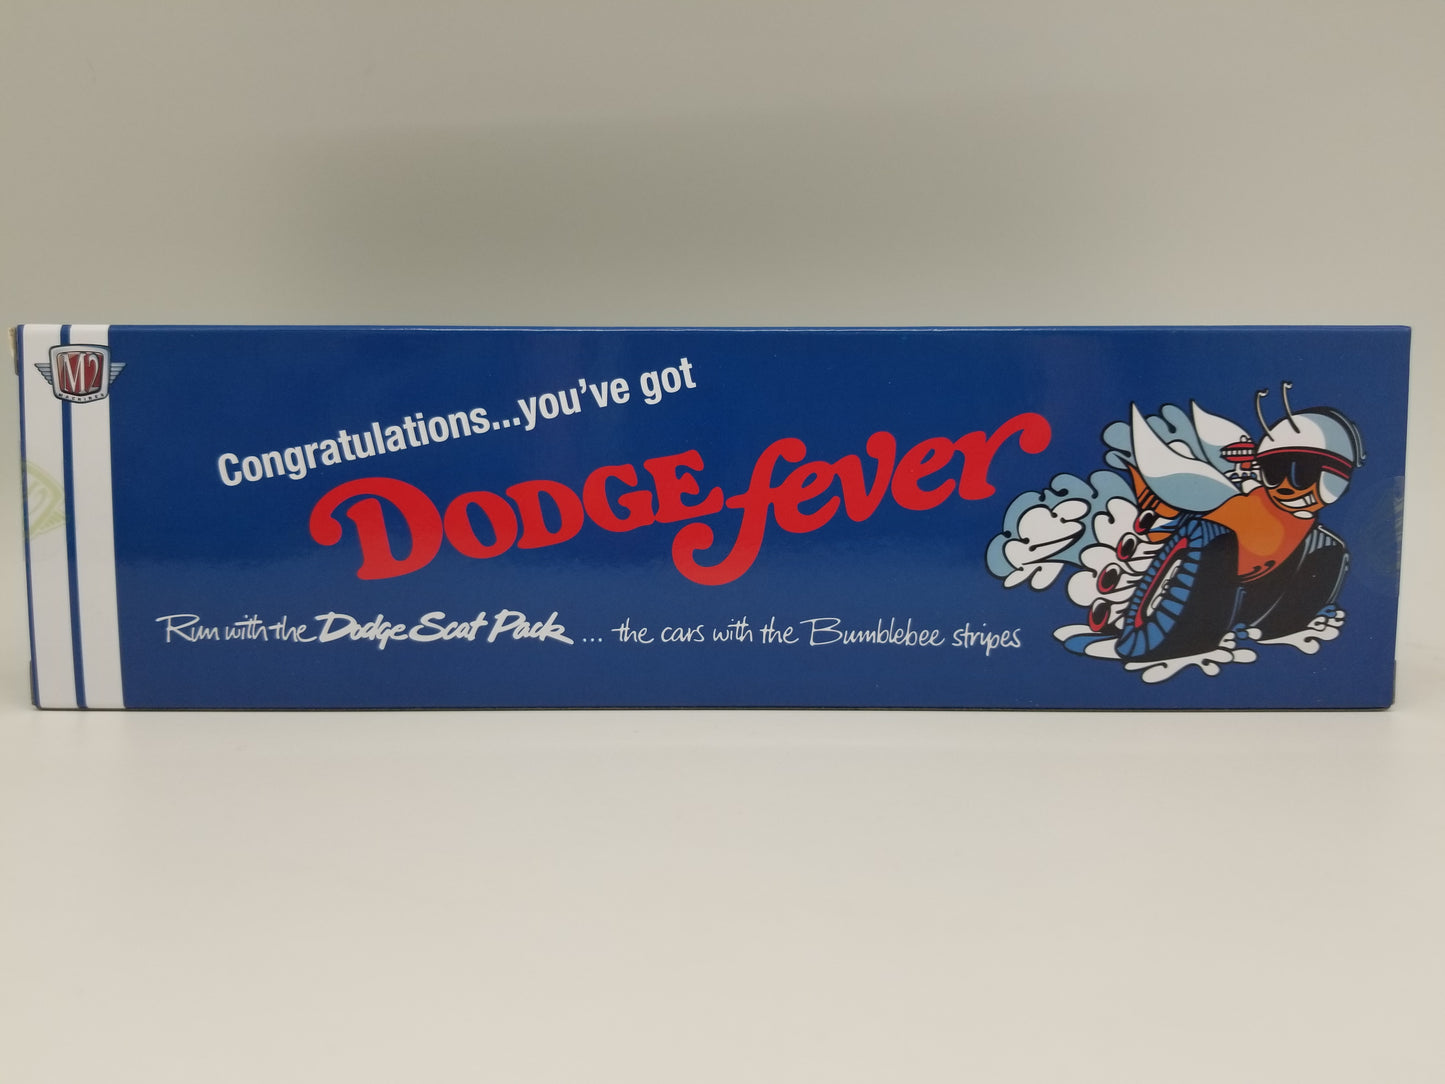 M2
MACHINES
Congratulations...you've got
DODGE fever
Run with the Dodge Scat Pack ... the cars with the Bumblebee stripes